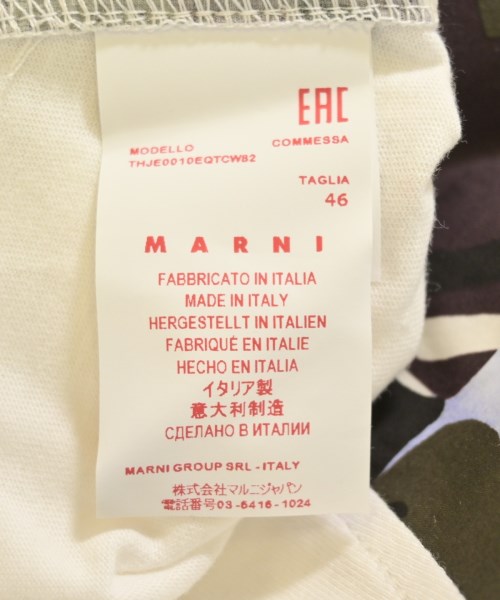 EAC
MODELLO COMMESSA
THJE0010EQTCW82
TAGLIA
46
MARNI
FABBRICATO IN ITALIA
MADE IN ITALY
HERGESTELLT IN ITALIEN
FABRIQUÉ EN ITALIE
HECHO EN ITALIA
イタリア製
意大利制造
СДЕЛАНО В ИТАЛИИ
MARNI GROUP SRL - ITALY
株式会社マルニジャパン
電話番号03-6416-1024